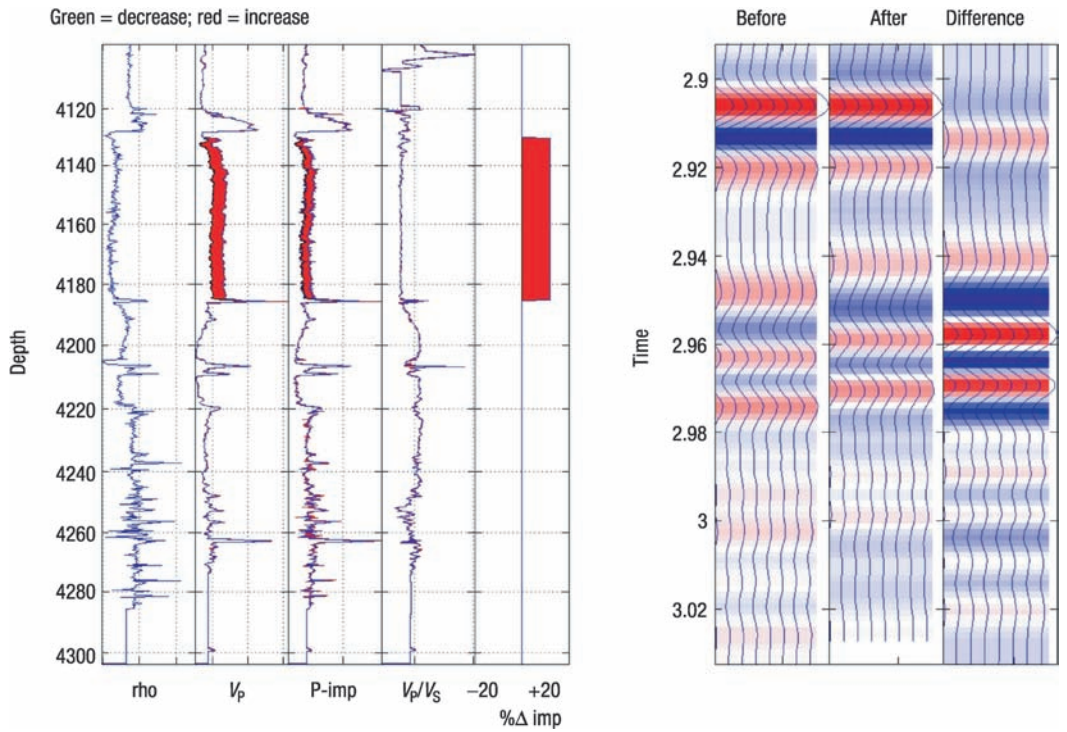 Green = decrease; red = increase
Depth
4120
4140
4160
4180
4200
4220
4240
4260
4280
4300
rho
V_P
P-imp
V_P/V_S
−20
+20
%Δ imp
Before
After
Difference
Time
2.9
2.92
2.94
2.96
2.98
3
3.02